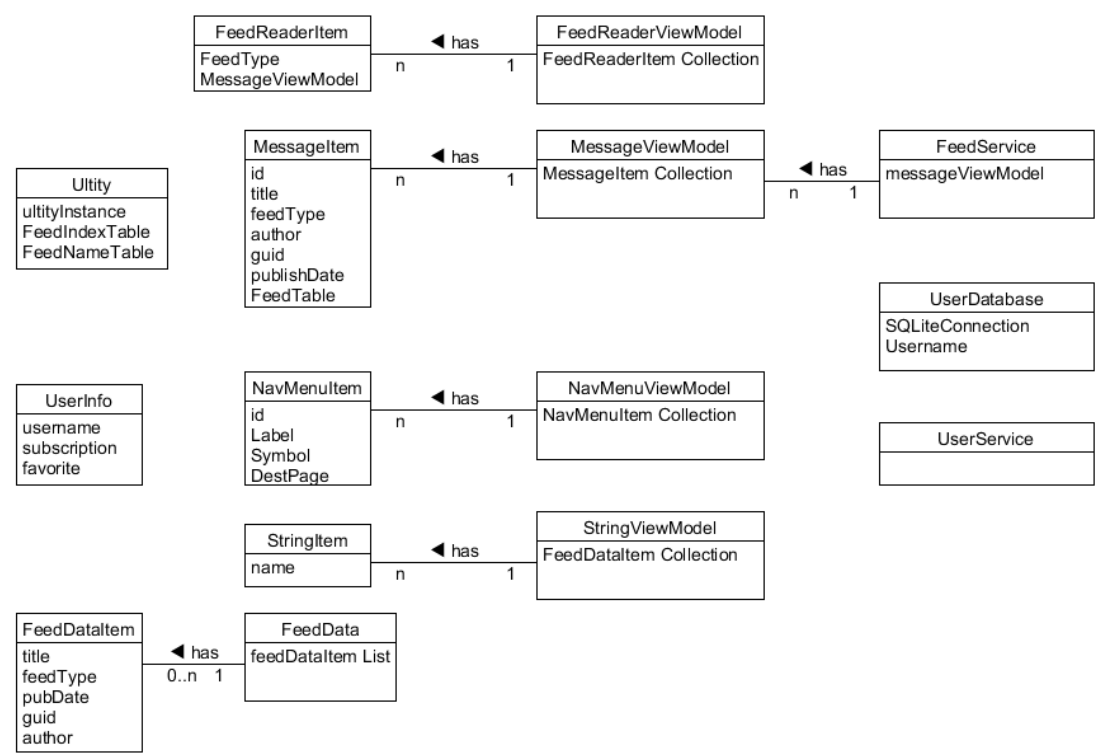 FeedReaderItem
FeedType
MessageViewModel
◀ has
n
1
FeedReaderViewModel
FeedReaderItem Collection
MessageItem
id
title
feedType
author
guid
publishDate
FeedTable
◀ has
n
1
MessageViewModel
MessageItem Collection
◀ has
n
1
FeedService
messageViewModel
Ultity
ultityInstance
FeedIndexTable
FeedNameTable
UserDatabase
SQLiteConnection
Username
UserInfo
username
subscription
favorite
NavMenuItem
id
Label
Symbol
DestPage
◀ has
n
1
NavMenuViewModel
NavMenuItem Collection
UserService
StringItem
name
◀ has
n
1
StringViewModel
FeedDataItem Collection
FeedDataItem
title
feedType
pubDate
guid
author
◀ has
0..n
1
FeedData
feedDataItem List